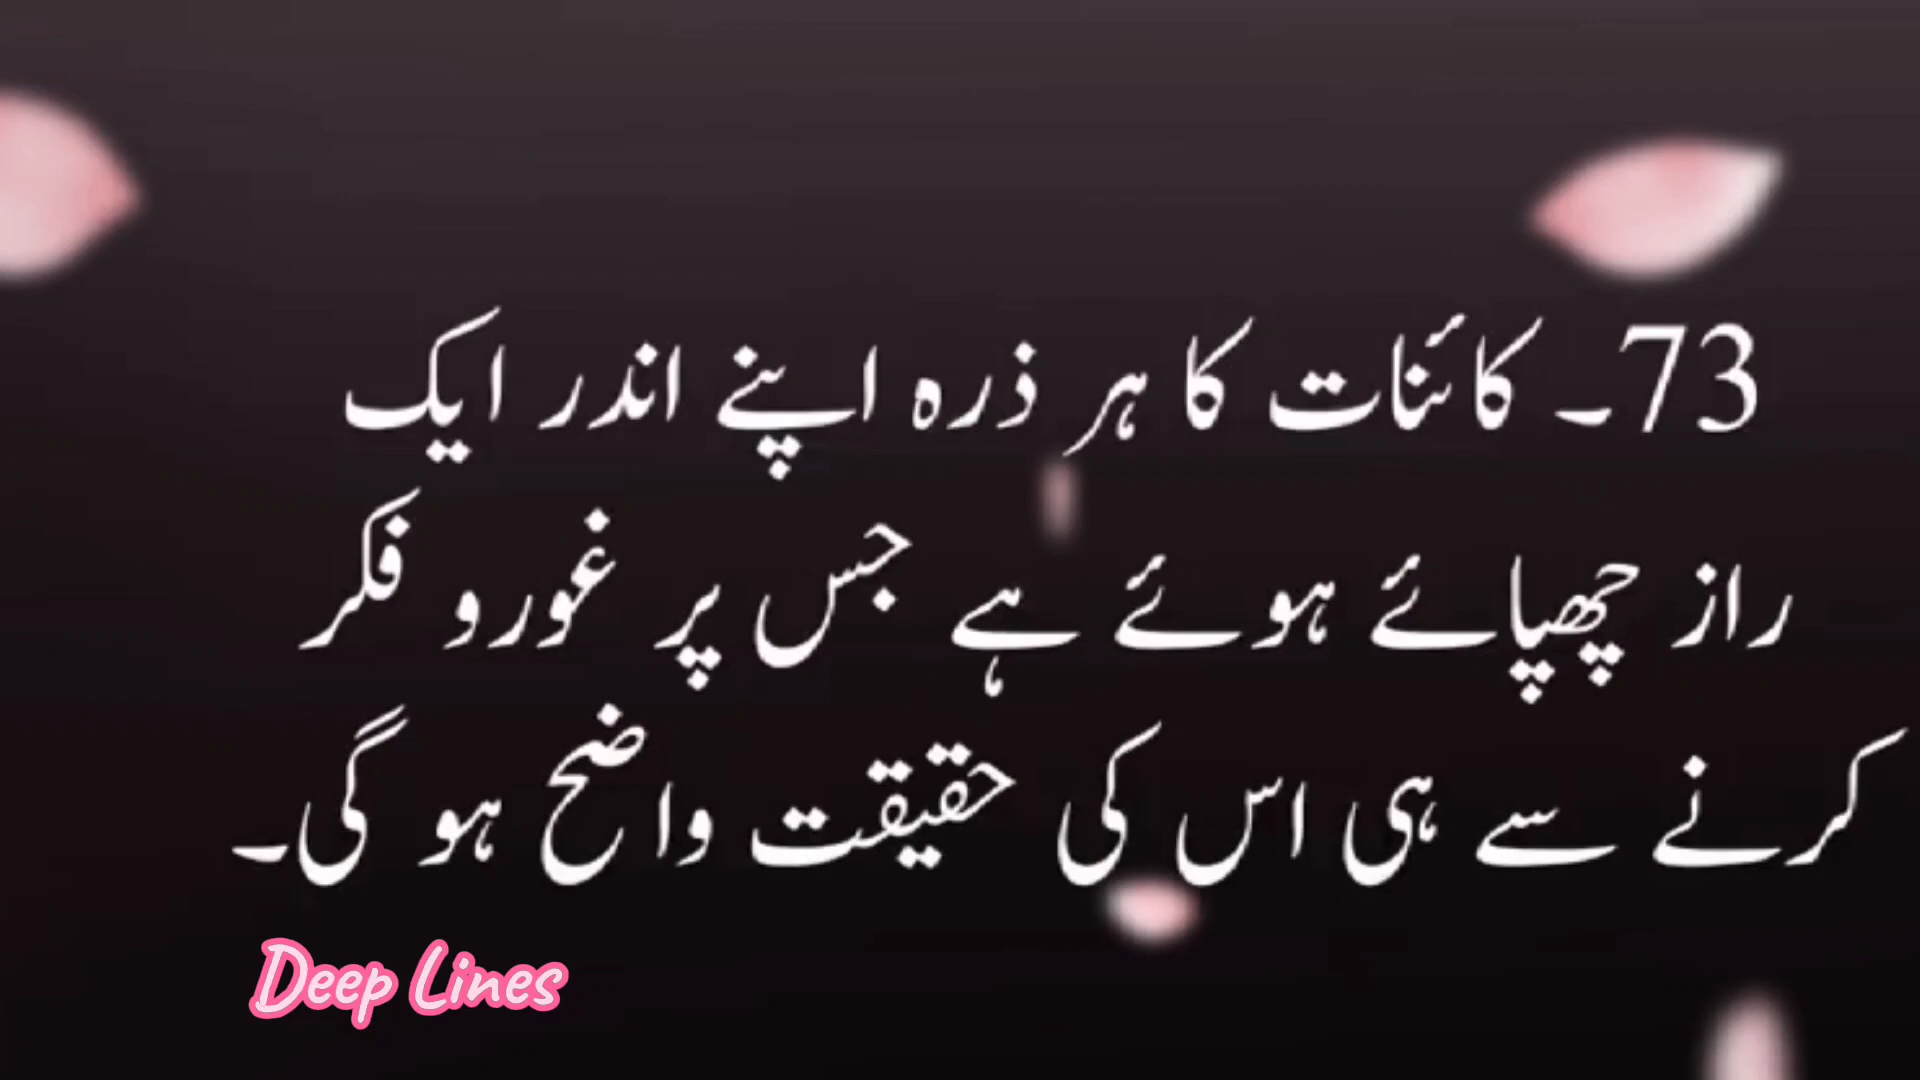 73۔ کائنات کا ہر ذرہ اپنے اندر ایک
راز چھپائے ہوئے ہے جس پر غورو فکر
کرنے سے ہی اس کی حقیقت واضح ہو گی۔
Deep Lines